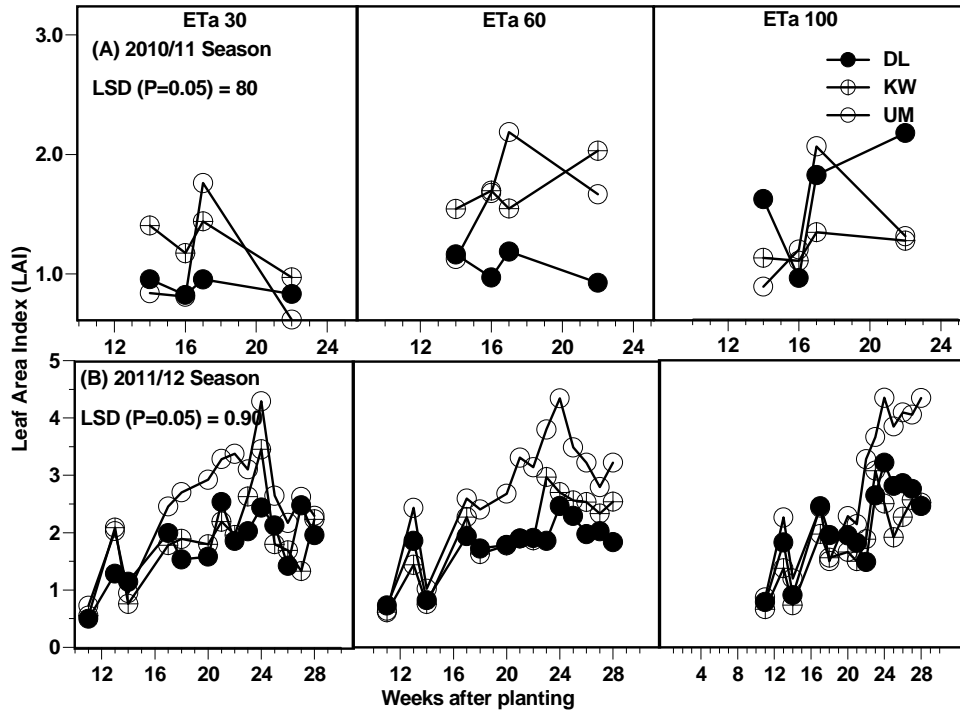 ETa 30 ETa 60 ETa 100
3.0
(A) 2010/11 Season
LSD (P=0.05) = 80
DL
KW
UM
2.0
1.0
12 16 20 24 12 16 20 24 12 16 20 24
Leaf Area Index (LAI)
5
(B) 2011/12 Season
LSD (P=0.05) = 0.90
4
3
2
1
0
12 16 20 24 28 12 16 20 24 28 4 8 12 16 20 24 28
Weeks after planting